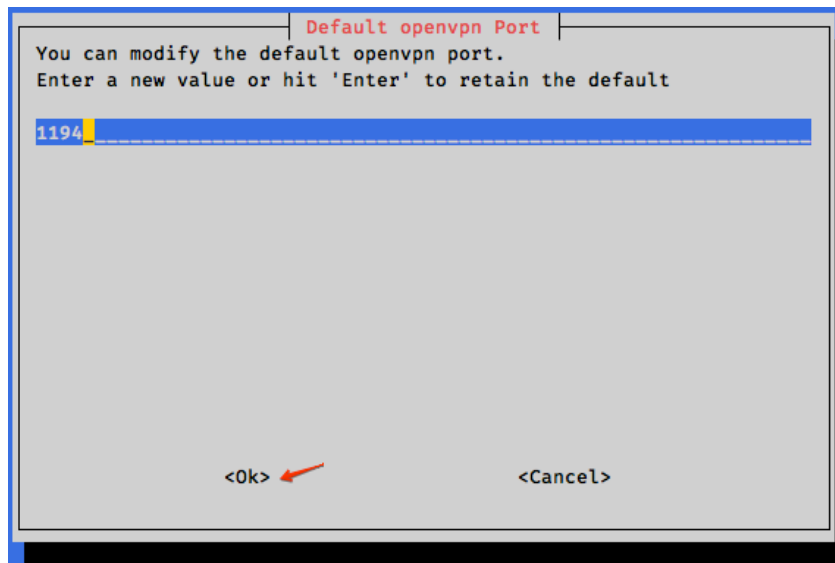 Default openvpn Port
You can modify the default openvpn port.
Enter a new value or hit 'Enter' to retain the default
1194
<Ok> <Cancel>